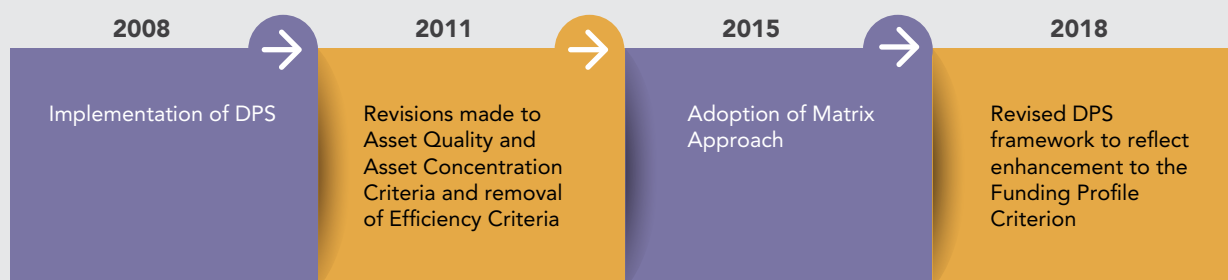 2008
Implementation of DPS
2011
Revisions made to
Asset Quality and
Asset Concentration
Criteria and removal
of Efficiency Criteria
2015
Adoption of Matrix
Approach
2018
Revised DPS
framework to reflect
enhancement to the
Funding Profile
Criterion